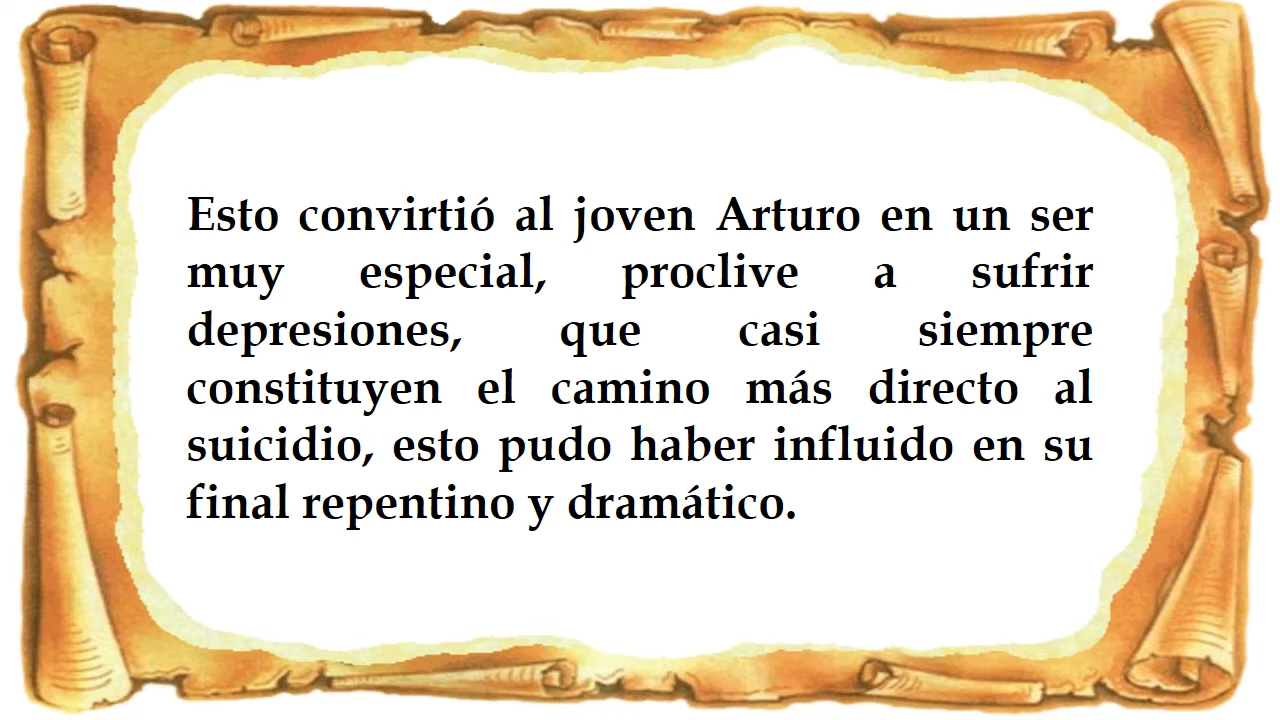 Esto convirtió al joven Arturo en un ser
muy especial, proclive a sufrir
depresiones, que casi siempre
constituyen el camino más directo al
suicidio, esto pudo haber influido en su
final repentino y dramático.